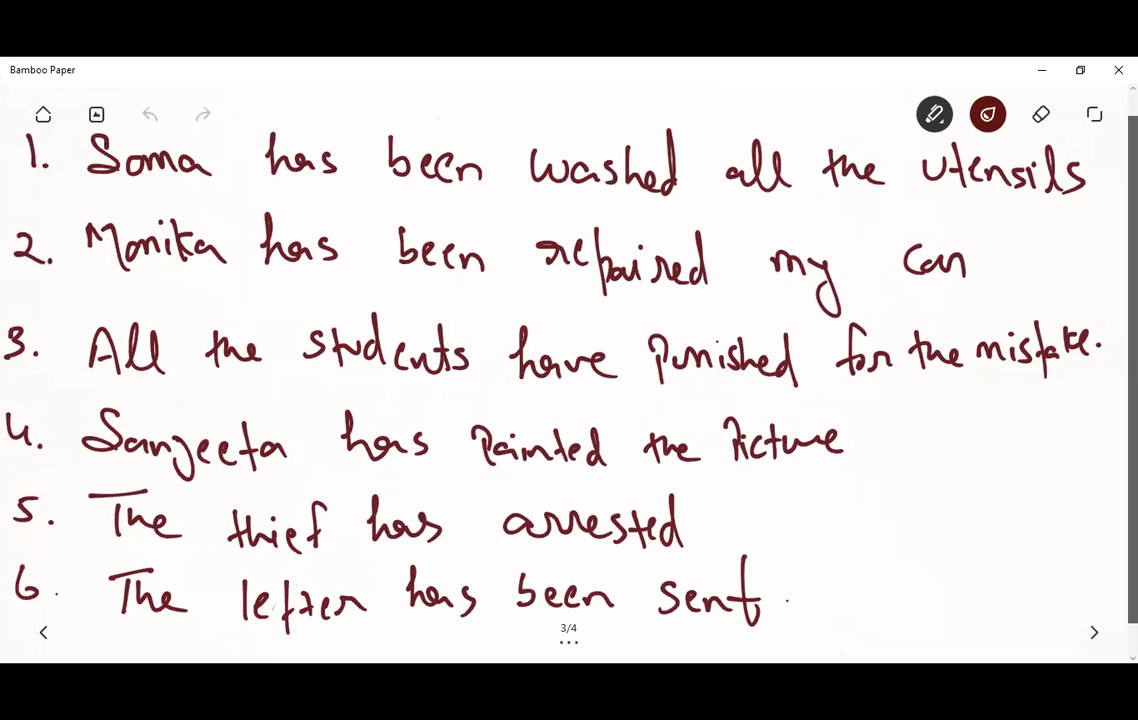 Bamboo Paper
1. Soma has been washed all the utensils
2. Monika has been repaired my car
3. All the students have punished for the mistake.
4. Sangeeta has Painted the Picture
5. The thief has arrested
6. The letter has been sent.
3/4